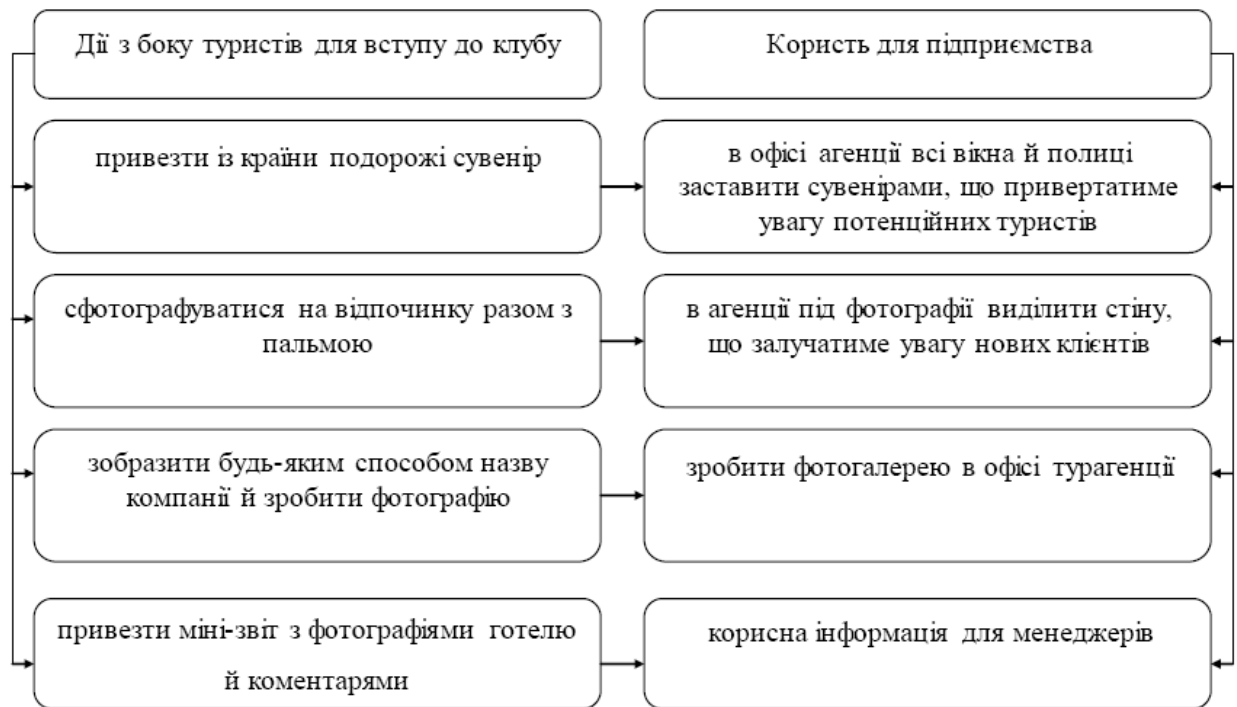 Дії з боку туристів для вступу до клубу
Користь для підприємства
привезти із країни подорожі сувенір
в офісі агенції всі вікна й полиці
заставити сувенірами, що привертатиме
увагу потенційних туристів
сфотографуватися на відпочинку разом з
пальмою
в агенції під фотографії виділити стіну,
що залучатиме увагу нових клієнтів
зобразити будь-яким способом назву
компанії й зробити фотографію
зробити фотогалерею в офісі турагенції
привезти міні-звіт з фотографіями готелю
й коментарями
корисна інформація для менеджерів